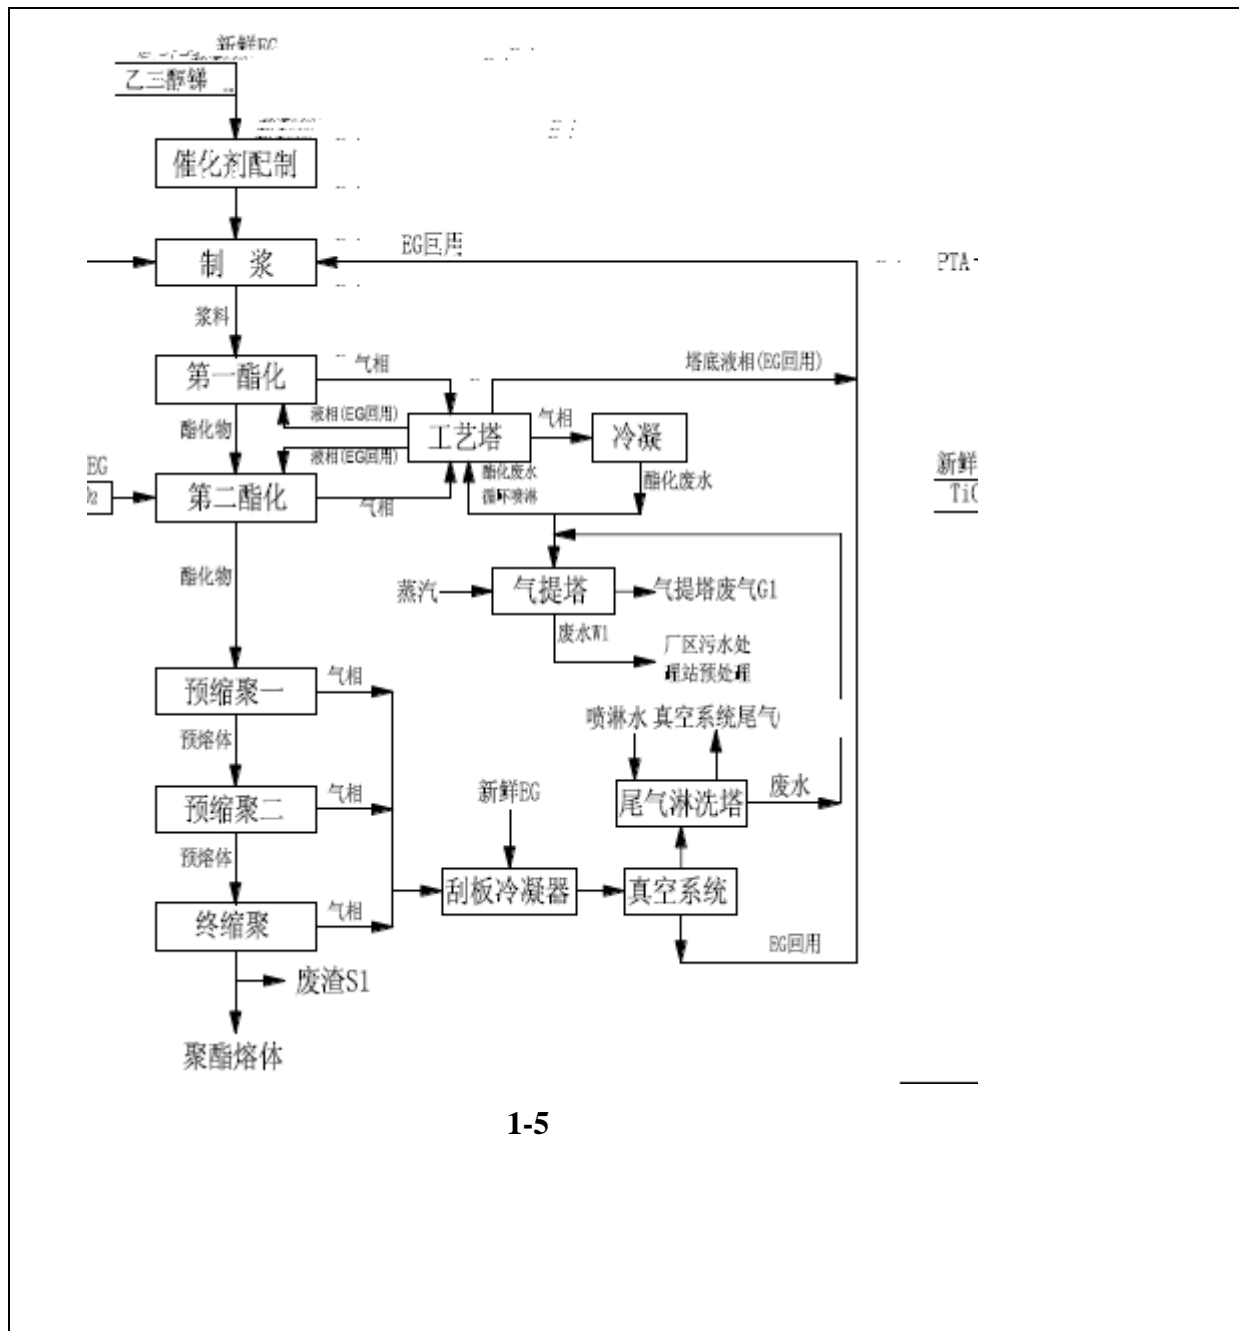 新鲜EG
乙三醇锑
催化剂配制
制 浆
EG回用
PTA
浆料
第一酯化
气相
塔底液相(EG回用)
液相(EG回用)
酯化物
工艺塔
气相
冷凝
液相(EG回用)
EG
第二酯化
气相
酯化废水
循环喷淋
酯化废水
新鲜
TiO
酯化物
蒸汽
气提塔
气提塔废气G1
废水W1
厂区污水处
理站预处理
预缩聚一
气相
喷淋水 真空系统尾气
预熔体
预缩聚二
气相
新鲜EG
尾气淋洗塔
废水
预熔体
刮板冷凝器
真空系统
终缩聚
气相
EG回用
废渣S1
聚酯熔体
1-5